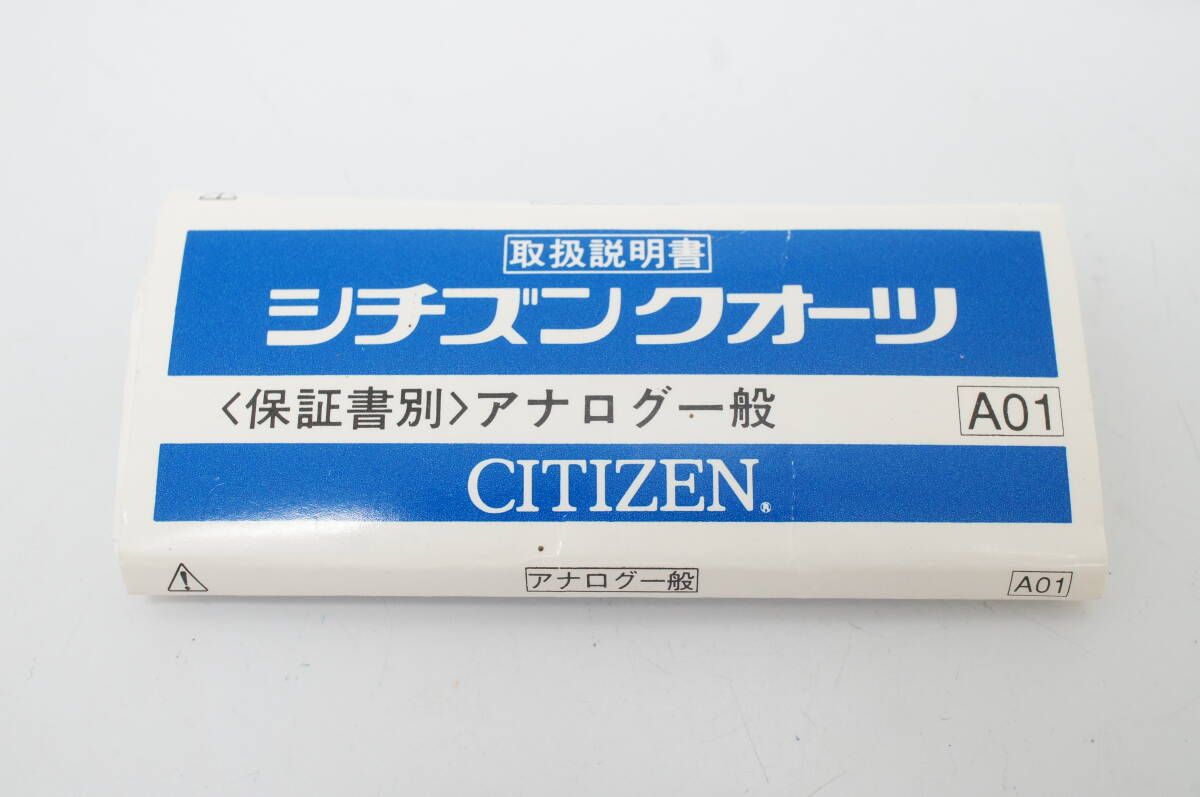 取扱説明書
シチズンクオーツ
〈保証書別〉アナログ一般 A01
CITIZEN®
アナログ一般 A01